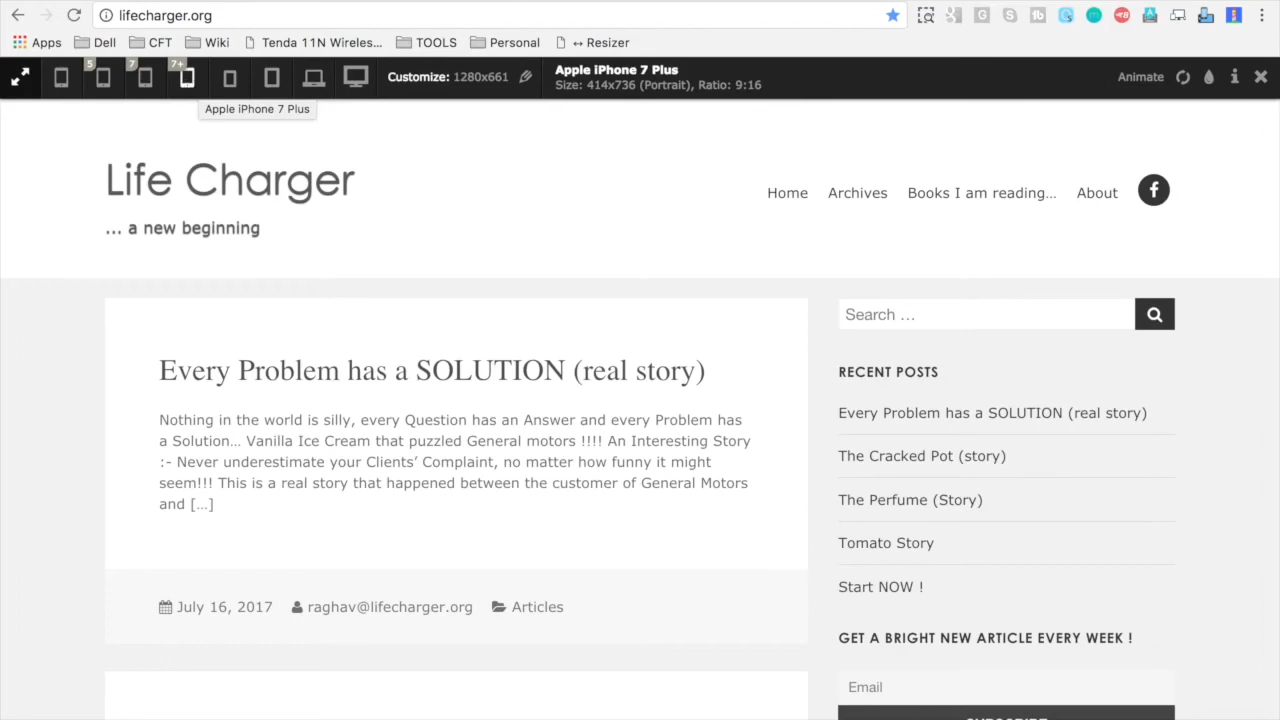 lifecharger.org
Apps Dell CFT Wiki Tenda 11N Wireles... TOOLS Personal ↔ Resizer
5 7 7+ Customize: 1280x661 Apple iPhone 7 Plus Animate
Size: 414x736 (Portrait), Ratio: 9:16
Apple iPhone 7 Plus
Life Charger
... a new beginning
Home Archives Books I am reading... About
Every Problem has a SOLUTION (real story)
Nothing in the world is silly, every Question has an Answer and every Problem has
a Solution... Vanilla Ice Cream that puzzled General motors !!!! An Interesting Story
:- Never underestimate your Clients’ Complaint, no matter how funny it might
seem!!! This is a real story that happened between the customer of General Motors
and [...]
July 16, 2017 raghav@lifecharger.org Articles
Search ...
RECENT POSTS
Every Problem has a SOLUTION (real story)
The Cracked Pot (story)
The Perfume (Story)
Tomato Story
Start NOW !
GET A BRIGHT NEW ARTICLE EVERY WEEK !
Email